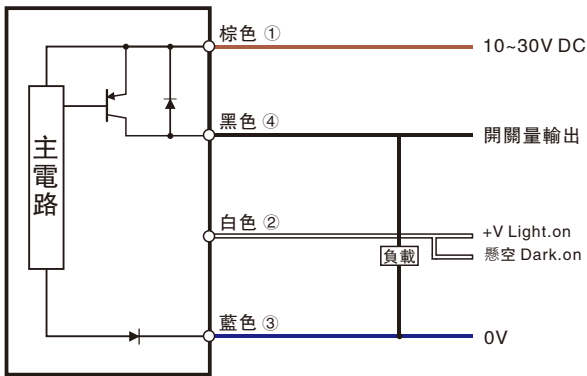 棕色 ①
10~30V DC
黑色 ④
開關量輸出
主電路
白色 ②
+V Light.on
懸空 Dark.on
負載
藍色 ③
0V